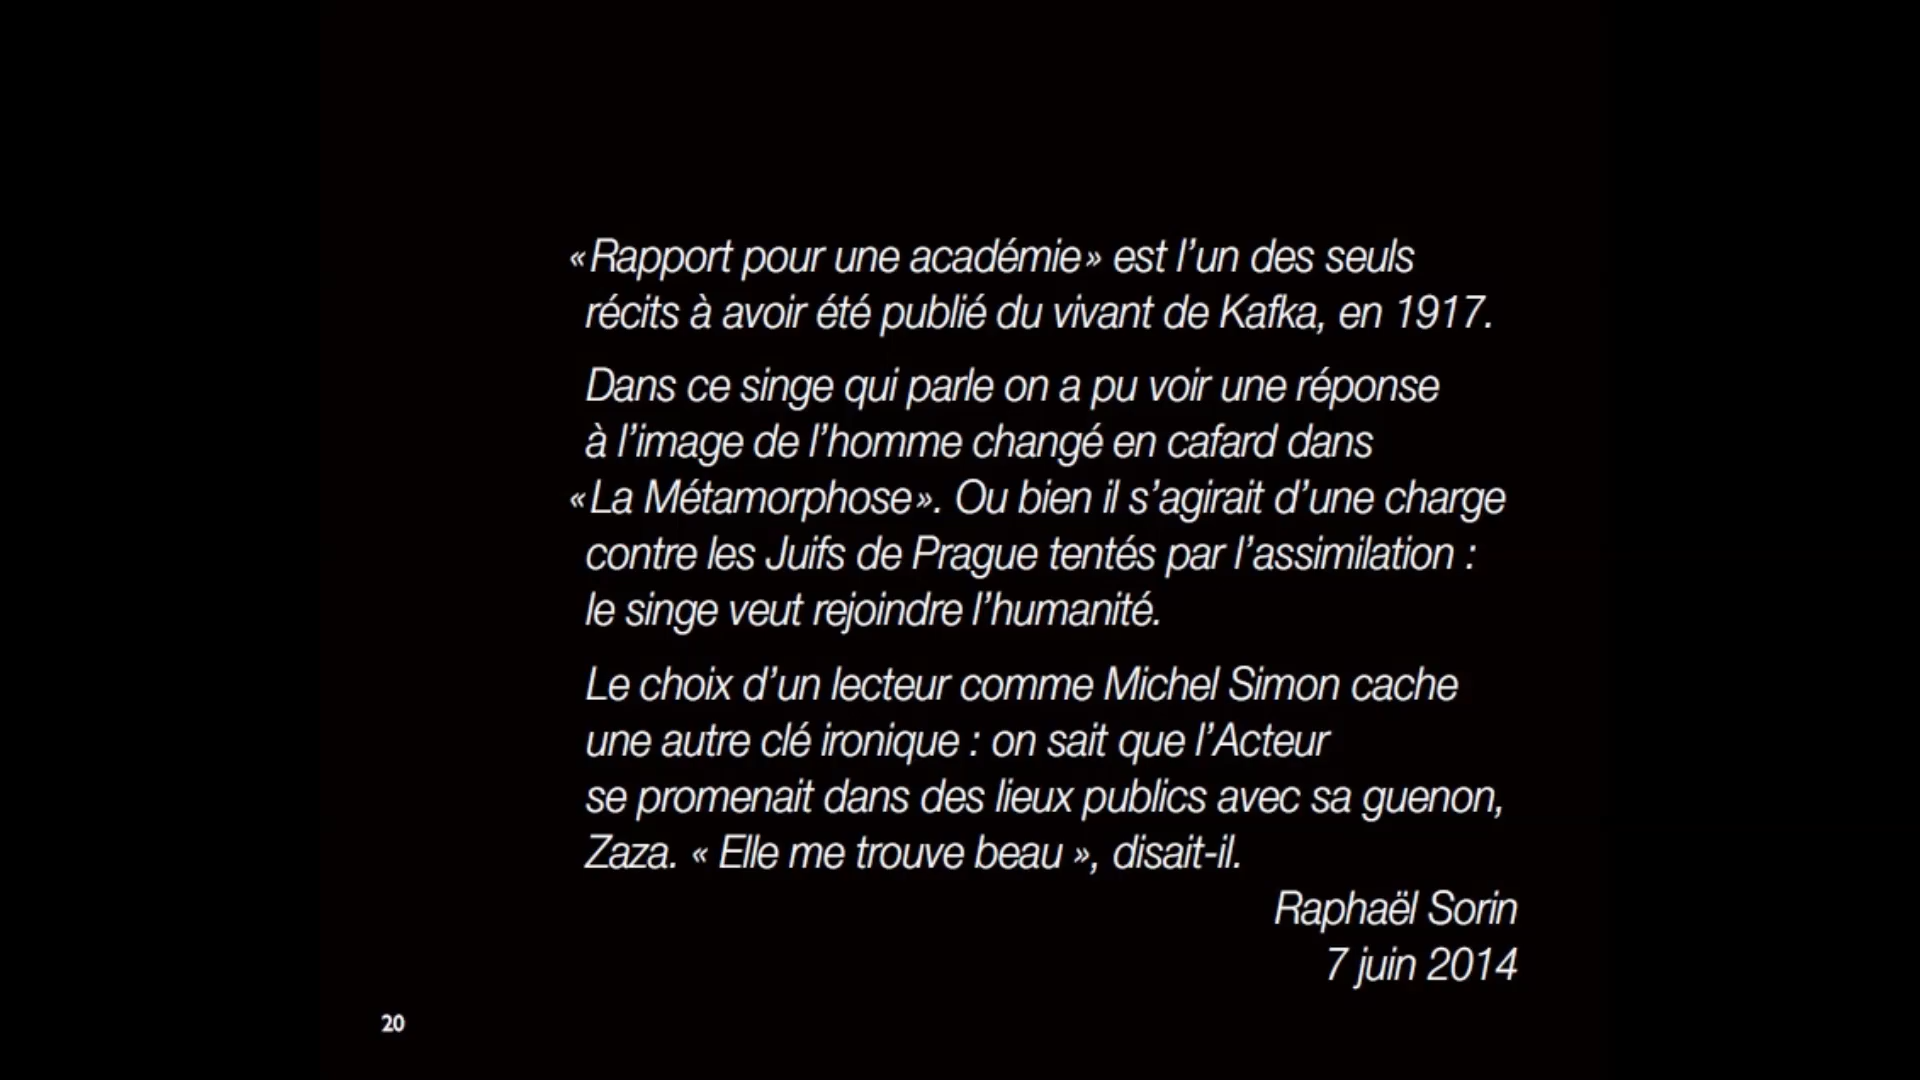 «Rapport pour une académie» est l’un des seuls
récits à avoir été publié du vivant de Kafka, en 1917.
Dans ce singe qui parle on a pu voir une réponse
à l’image de l’homme changé en cafard dans
«La Métamorphose». Ou bien il s’agirait d’une charge
contre les Juifs de Prague tentés par l’assimilation :
le singe veut rejoindre l’humanité.
Le choix d’un lecteur comme Michel Simon cache
une autre clé ironique : on sait que l’Acteur
se promenait dans des lieux publics avec sa guenon,
Zaza. « Elle me trouve beau », disait-il.
Raphaël Sorin
7 juin 2014
20